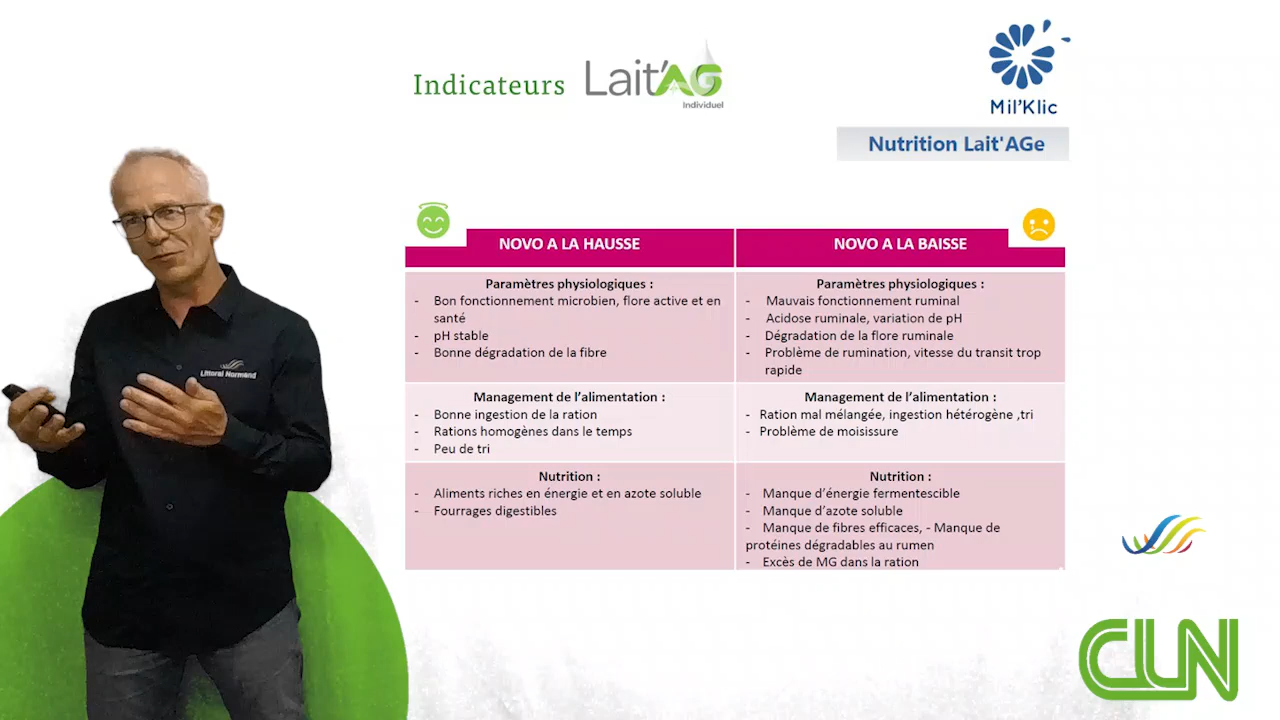 Indicateurs Lait'AG
Individuel
Mil'Klic
Nutrition Lait'AGe
NOVO A LA HAUSSE
NOVO A LA BAISSE
Paramètres physiologiques :
- Bon fonctionnement microbien, flore active et en
santé
- pH stable
- Bonne dégradation de la fibre
Paramètres physiologiques :
- Mauvais fonctionnement ruminal
- Acidose ruminale, variation de pH
- Dégradation de la flore ruminale
- Problème de rumination, vitesse du transit trop
rapide
Management de l'alimentation :
- Bonne ingestion de la ration
- Rations homogènes dans le temps
- Peu de tri
Management de l'alimentation :
- Ration mal mélangée, ingestion hétérogène ,tri
- Problème de moisissure
Nutrition :
- Aliments riches en énergie et en azote soluble
- Fourrages digestibles
Nutrition :
- Manque d'énergie fermentescible
- Manque d'azote soluble
- Manque de fibres efficaces, - Manque de
protéines dégradables au rumen
- Excès de MG dans la ration
Littoral Normand
CLN